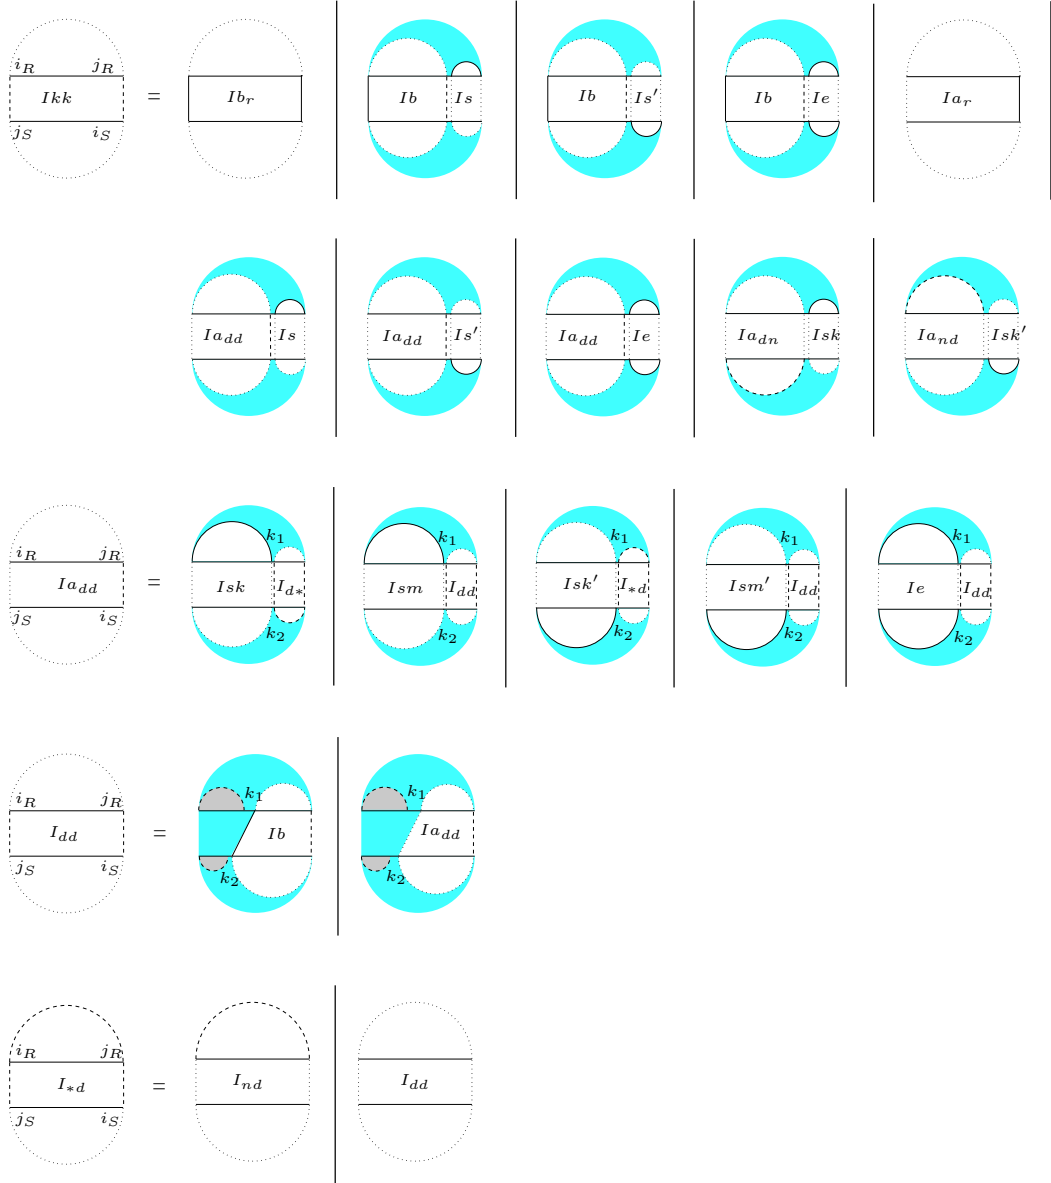 i_R j_R
Ikk = Ib_r Ib Is Ib Is′ Ib Ie Ia_r
j_S i_S
Ia_dd Is Ia_dd Is′ Ia_dd Ie Ia_dn Isk Ia_nd Isk′
i_R j_R k_1 k_1 k_1 k_1 k_1
Ia_dd = Isk I_d* Ism I_dd Isk′ I_*d Ism′ I_dd Ie I_dd
j_S i_S k_2 k_2 k_2 k_2 k_2
i_R j_R k_1 k_1
I_dd = Ib Ia_dd
j_S i_S k_2 k_2
i_R j_R
I_*d = I_nd I_dd
j_S i_S